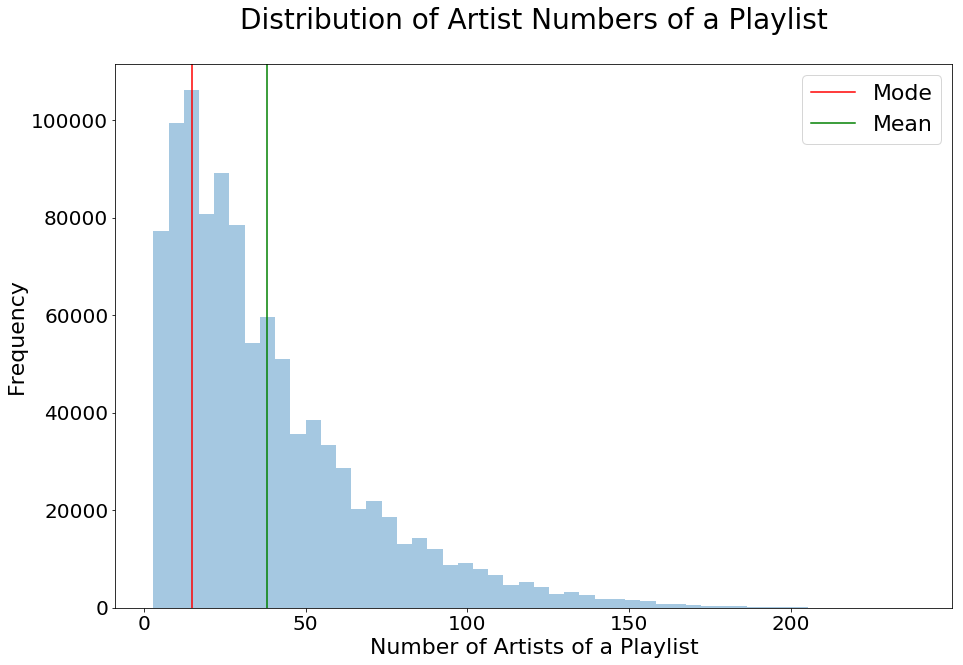 Distribution of Artist Numbers of a Playlist
Mode
Mean
100000
80000
60000
40000
20000
0
Frequency
0 50 100 150 200
Number of Artists of a Playlist